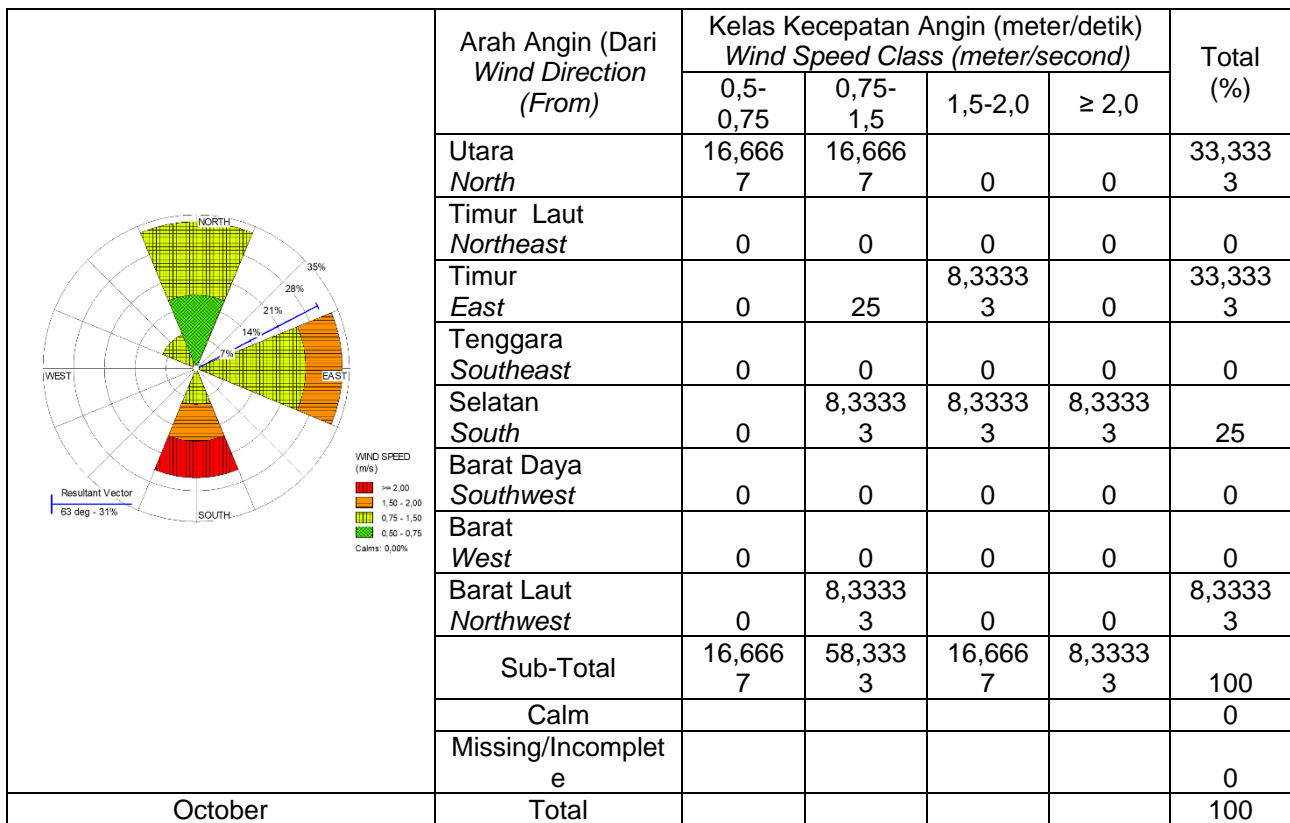 Arah Angin (Dari
Wind Direction
(From)
Kelas Kecepatan Angin (meter/detik)
Wind Speed Class (meter/second)
Total
(%)
0,5-
0,75
0,75-
1,5
1,5-2,0
≥ 2,0
Utara
North
16,666
7
16,666
7
0
0
33,333
3
Timur Laut
Northeast
0
0
0
0
0
Timur
East
0
25
8,3333
3
0
33,333
3
Tenggara
Southeast
0
0
0
0
0
Selatan
South
0
8,3333
3
8,3333
3
8,3333
3
25
Barat Daya
Southwest
0
0
0
0
0
Barat
West
0
0
0
0
0
Barat Laut
Northwest
0
8,3333
3
0
0
8,3333
3
Sub-Total
16,666
7
58,333
3
16,666
7
8,3333
3
100
Calm
0
Missing/Incomplet
e
0
October
Total
100
NORTH
35%
28%
21%
14%
7%
WEST
EAST
SOUTH
WIND SPEED
(m/s)
>= 2,00
1,50 - 2,00
0,75 - 1,50
0,50 - 0,75
Calms: 0,00%
Resultant Vector
63 deg - 31%